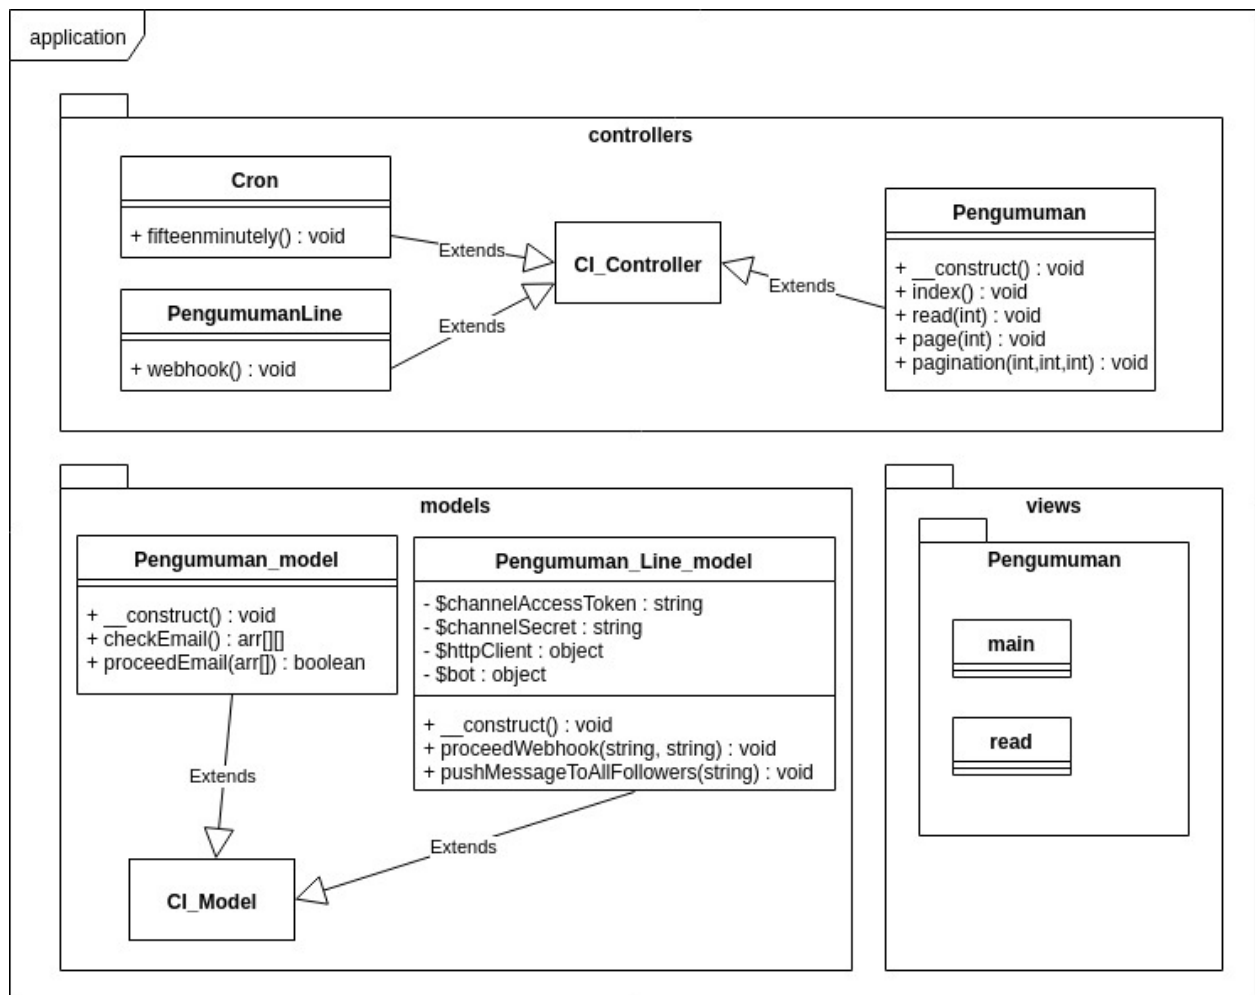 application
controllers
Cron
+ fifteenminutely() : void
Extends
PengumumanLine
+ webhook() : void
Extends
CI_Controller
Extends
Pengumuman
+ __construct() : void
+ index() : void
+ read(int) : void
+ page(int) : void
+ pagination(int,int,int) : void
models
Pengumuman_model
+ __construct() : void
+ checkEmail() : arr[][]
+ proceedEmail(arr[]) : boolean
Extends
Pengumuman_Line_model
- $channelAccessToken : string
- $channelSecret : string
- $httpClient : object
- $bot : object
+ __construct() : void
+ proceedWebhook(string, string) : void
+ pushMessageToAllFollowers(string) : void
Extends
CI_Model
views
Pengumuman
main
read